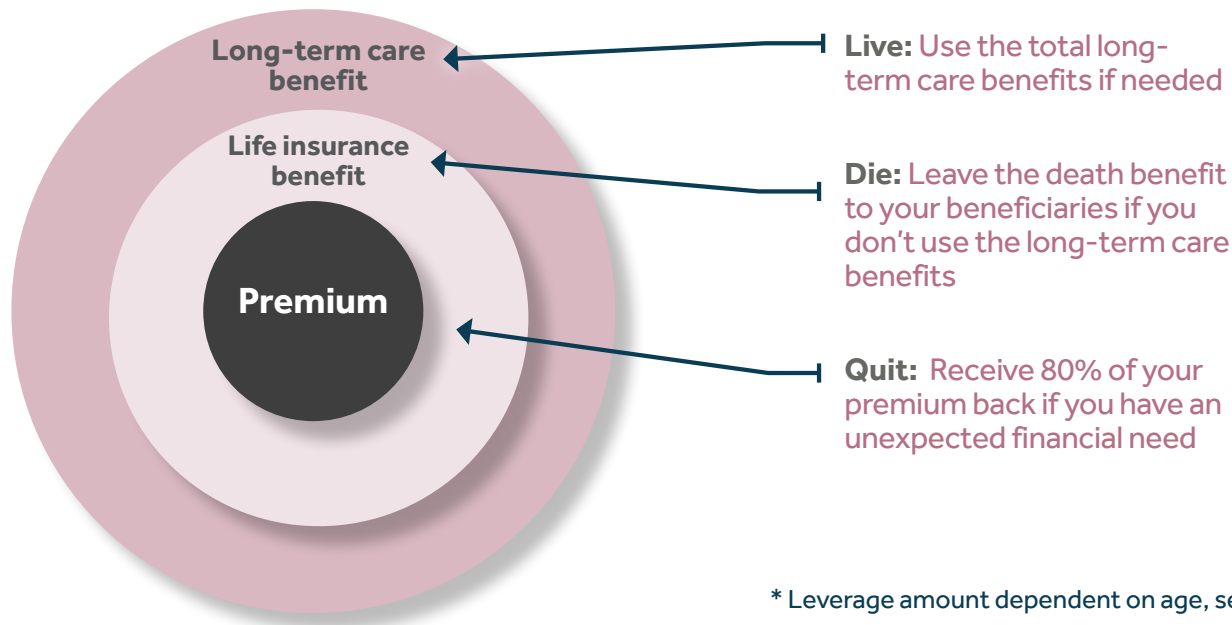 Long-term care
benefit
Life insurance
benefit
Premium
Live: Use the total long-
term care benefits if needed
Die: Leave the death benefit
to your beneficiaries if you
don't use the long-term care
benefits
Quit: Receive 80% of your
premium back if you have an
unexpected financial need
* Leverage amount dependent on age,